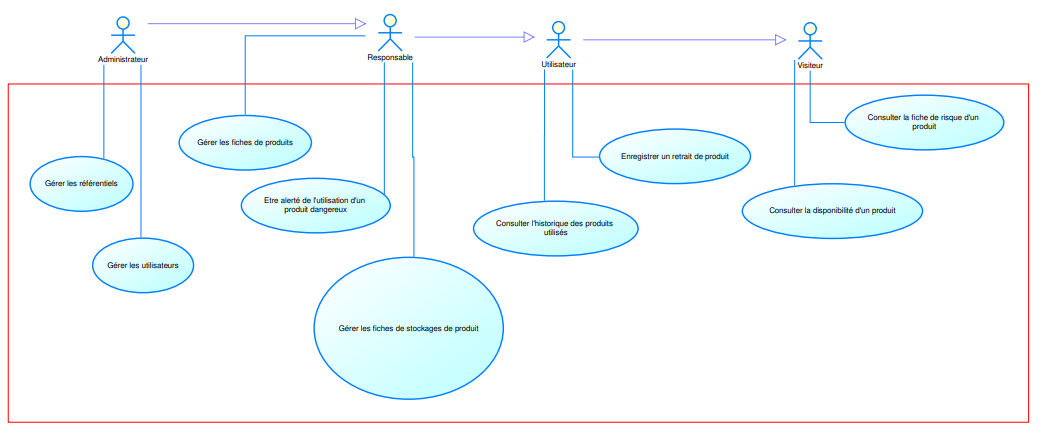 Administrateur
Responsable
Utilisateur
Visiteur
Consulter la fiche de risque d'un
produit
Gérer les fiches de produits
Enregistrer un retrait de produit
Gérer les référentiels
Etre alerté de l'utilisation d'un
produit dangereux
Consulter la disponibilité d'un produit
Consulter l'historique des produits
utilisés
Gérer les utilisateurs
Gérer les fiches de stockages de produit